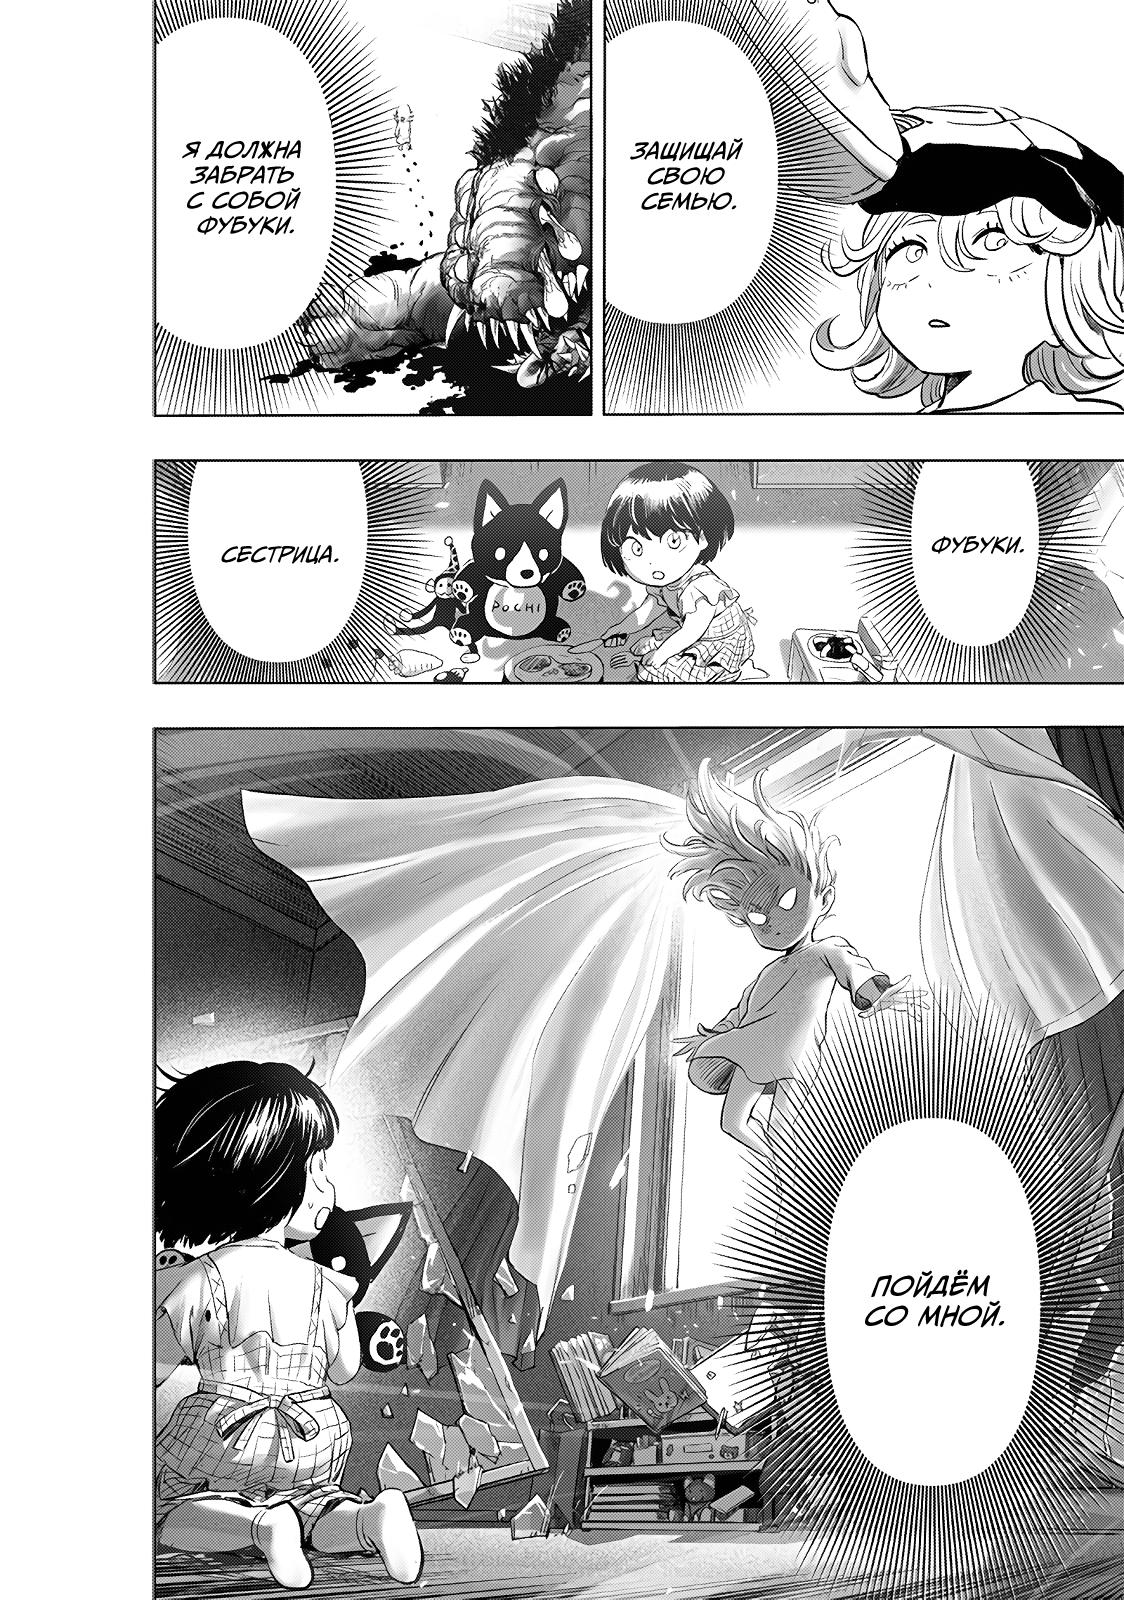 ЗАЩИЩАЙ
СВОЮ
СЕМЬЮ.
Я ДОЛЖНА
ЗАБРАТЬ
С СОБОЙ
ФУБУКИ.
ФУБУКИ.
POCHI
СЕСТРИЦА.
ПОЙДЁМ
СО МНОЙ.